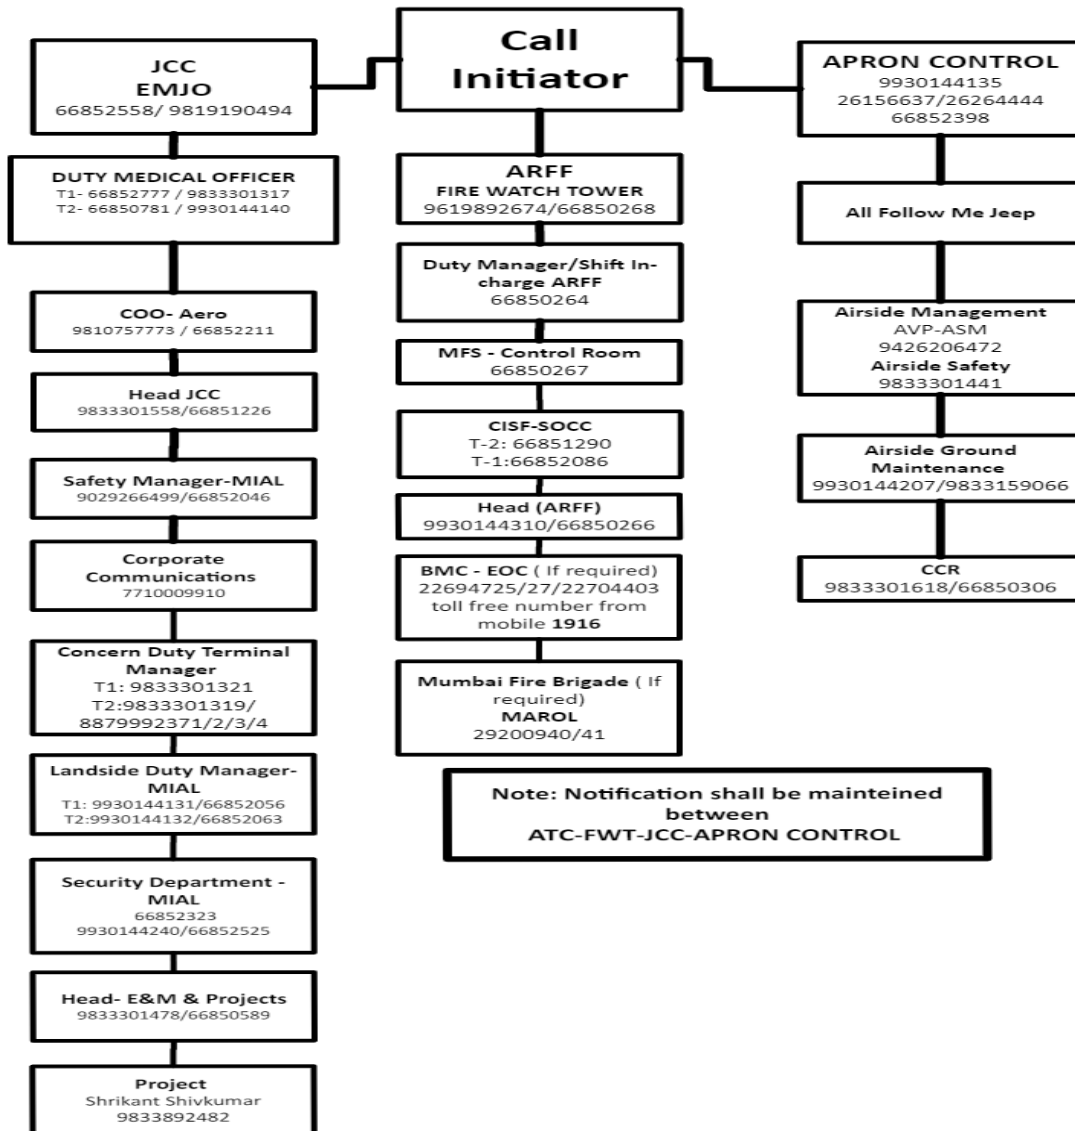 Call
Initiator
JCC
EMJO
66852558/ 9819190494
DUTY MEDICAL OFFICER
T1- 66852777 / 9833301317
T2- 66850781 / 9930144140
COO- Aero
9810757773 / 66852211
Head JCC
9833301558/66851226
Safety Manager-MIAL
9029266499/66852046
Corporate
Communications
7710009910
Concern Duty Terminal
Manager
T1: 9833301321
T2:9833301319/
8879992371/2/3/4
Landside Duty Manager-
MIAL
T1: 9930144131/66852056
T2:9930144132/66852063
Security Department -
MIAL
66852323
9930144240/66852525
Head- E&M & Projects
9833301478/66850589
Project
Shrikant Shivkumar
9833892482
ARFF
FIRE WATCH TOWER
9619892674/66850268
Duty Manager/Shift In-
charge ARFF
66850264
MFS - Control Room
66850267
CISF-SOCC
T-2: 66851290
T-1:66852086
Head (ARFF)
9930144310/66850266
BMC - EOC ( If required)
22694725/27/22704403
toll free number from
mobile 1916
Mumbai Fire Brigade ( If
required)
MAROL
29200940/41
APRON CONTROL
9930144135
26156637/26264444
66852398
All Follow Me Jeep
Airside Management
AVP-ASM
9426206472
Airside Safety
9833301441
Airside Ground
Maintenance
9930144207/9833159066
CCR
9833301618/66850306
Note: Notification shall be mainteined
between
ATC-FWT-JCC-APRON CONTROL